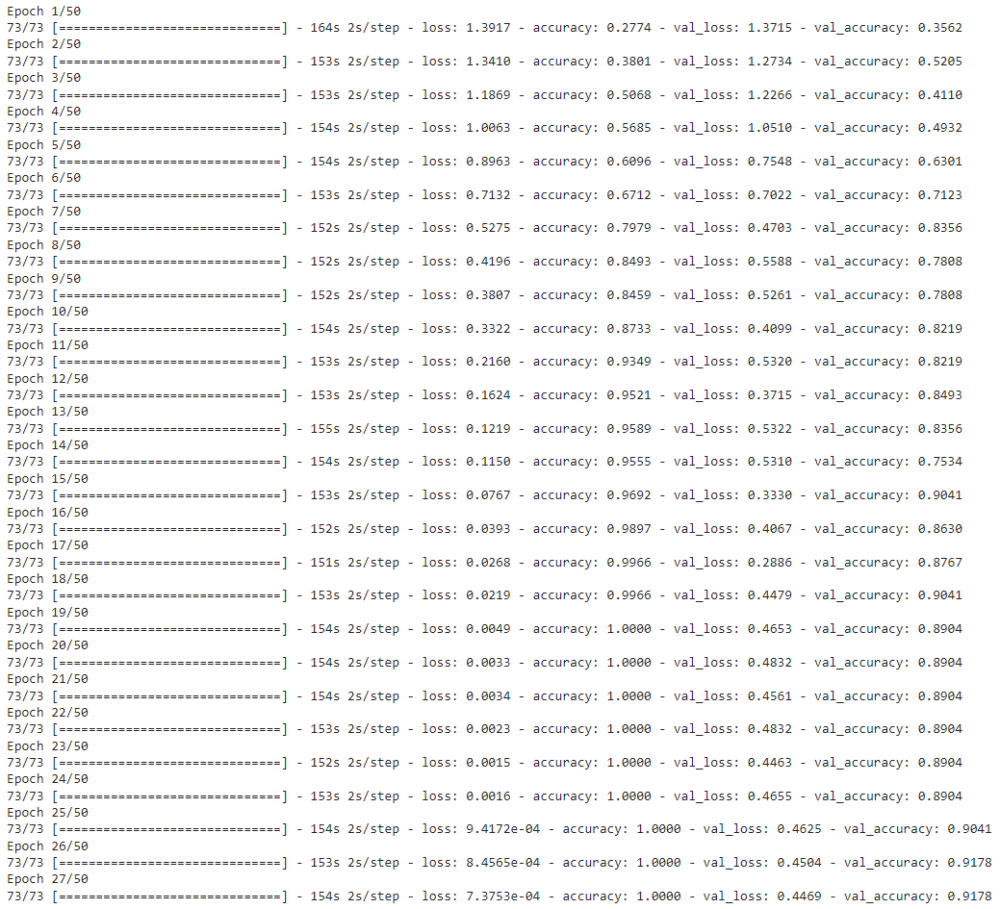 Epoch 1/50
73/73 [==============================] - 164s 2s/step - loss: 1.3917 - accuracy: 0.2774 - val_loss: 1.3715 - val_accuracy: 0.3562
Epoch 2/50
73/73 [==============================] - 153s 2s/step - loss: 1.3410 - accuracy: 0.3801 - val_loss: 1.2734 - val_accuracy: 0.5205
Epoch 3/50
73/73 [==============================] - 153s 2s/step - loss: 1.1869 - accuracy: 0.5068 - val_loss: 1.2266 - val_accuracy: 0.4110
Epoch 4/50
73/73 [==============================] - 154s 2s/step - loss: 1.0063 - accuracy: 0.5685 - val_loss: 1.0510 - val_accuracy: 0.4932
Epoch 5/50
73/73 [==============================] - 154s 2s/step - loss: 0.8963 - accuracy: 0.6096 - val_loss: 0.7548 - val_accuracy: 0.6301
Epoch 6/50
73/73 [==============================] - 153s 2s/step - loss: 0.7132 - accuracy: 0.6712 - val_loss: 0.7022 - val_accuracy: 0.7123
Epoch 7/50
73/73 [==============================] - 152s 2s/step - loss: 0.5275 - accuracy: 0.7979 - val_loss: 0.4703 - val_accuracy: 0.8356
Epoch 8/50
73/73 [==============================] - 152s 2s/step - loss: 0.4196 - accuracy: 0.8493 - val_loss: 0.5588 - val_accuracy: 0.7808
Epoch 9/50
73/73 [==============================] - 152s 2s/step - loss: 0.3807 - accuracy: 0.8459 - val_loss: 0.5261 - val_accuracy: 0.7808
Epoch 10/50
73/73 [==============================] - 154s 2s/step - loss: 0.3322 - accuracy: 0.8733 - val_loss: 0.4099 - val_accuracy: 0.8219
Epoch 11/50
73/73 [==============================] - 153s 2s/step - loss: 0.2160 - accuracy: 0.9349 - val_loss: 0.5320 - val_accuracy: 0.8219
Epoch 12/50
73/73 [==============================] - 153s 2s/step - loss: 0.1624 - accuracy: 0.9521 - val_loss: 0.3715 - val_accuracy: 0.8493
Epoch 13/50
73/73 [==============================] - 155s 2s/step - loss: 0.1219 - accuracy: 0.9589 - val_loss: 0.5322 - val_accuracy: 0.8356
Epoch 14/50
73/73 [==============================] - 154s 2s/step - loss: 0.1150 - accuracy: 0.9555 - val_loss: 0.5310 - val_accuracy: 0.7534
Epoch 15/50
73/73 [==============================] - 153s 2s/step - loss: 0.0767 - accuracy: 0.9692 - val_loss: 0.3330 - val_accuracy: 0.9041
Epoch 16/50
73/73 [==============================] - 152s 2s/step - loss: 0.0393 - accuracy: 0.9897 - val_loss: 0.4067 - val_accuracy: 0.8630
Epoch 17/50
73/73 [==============================] - 151s 2s/step - loss: 0.0268 - accuracy: 0.9966 - val_loss: 0.2886 - val_accuracy: 0.8767
Epoch 18/50
73/73 [==============================] - 153s 2s/step - loss: 0.0219 - accuracy: 0.9966 - val_loss: 0.4479 - val_accuracy: 0.9041
Epoch 19/50
73/73 [==============================] - 154s 2s/step - loss: 0.0049 - accuracy: 1.0000 - val_loss: 0.4653 - val_accuracy: 0.8904
Epoch 20/50
73/73 [==============================] - 154s 2s/step - loss: 0.0033 - accuracy: 1.0000 - val_loss: 0.4832 - val_accuracy: 0.8904
Epoch 21/50
73/73 [==============================] - 154s 2s/step - loss: 0.0034 - accuracy: 1.0000 - val_loss: 0.4561 - val_accuracy: 0.8904
Epoch 22/50
73/73 [==============================] - 153s 2s/step - loss: 0.0023 - accuracy: 1.0000 - val_loss: 0.4832 - val_accuracy: 0.8904
Epoch 23/50
73/73 [==============================] - 152s 2s/step - loss: 0.0015 - accuracy: 1.0000 - val_loss: 0.4463 - val_accuracy: 0.8904
Epoch 24/50
73/73 [==============================] - 153s 2s/step - loss: 0.0016 - accuracy: 1.0000 - val_loss: 0.4655 - val_accuracy: 0.8904
Epoch 25/50
73/73 [==============================] - 154s 2s/step - loss: 9.4172e-04 - accuracy: 1.0000 - val_loss: 0.4625 - val_accuracy: 0.9041
Epoch 26/50
73/73 [==============================] - 153s 2s/step - loss: 8.4565e-04 - accuracy: 1.0000 - val_loss: 0.4504 - val_accuracy: 0.9178
Epoch 27/50
73/73 [==============================] - 154s 2s/step - loss: 7.3753e-04 - accuracy: 1.0000 - val_loss: 0.4469 - val_accuracy: 0.9178